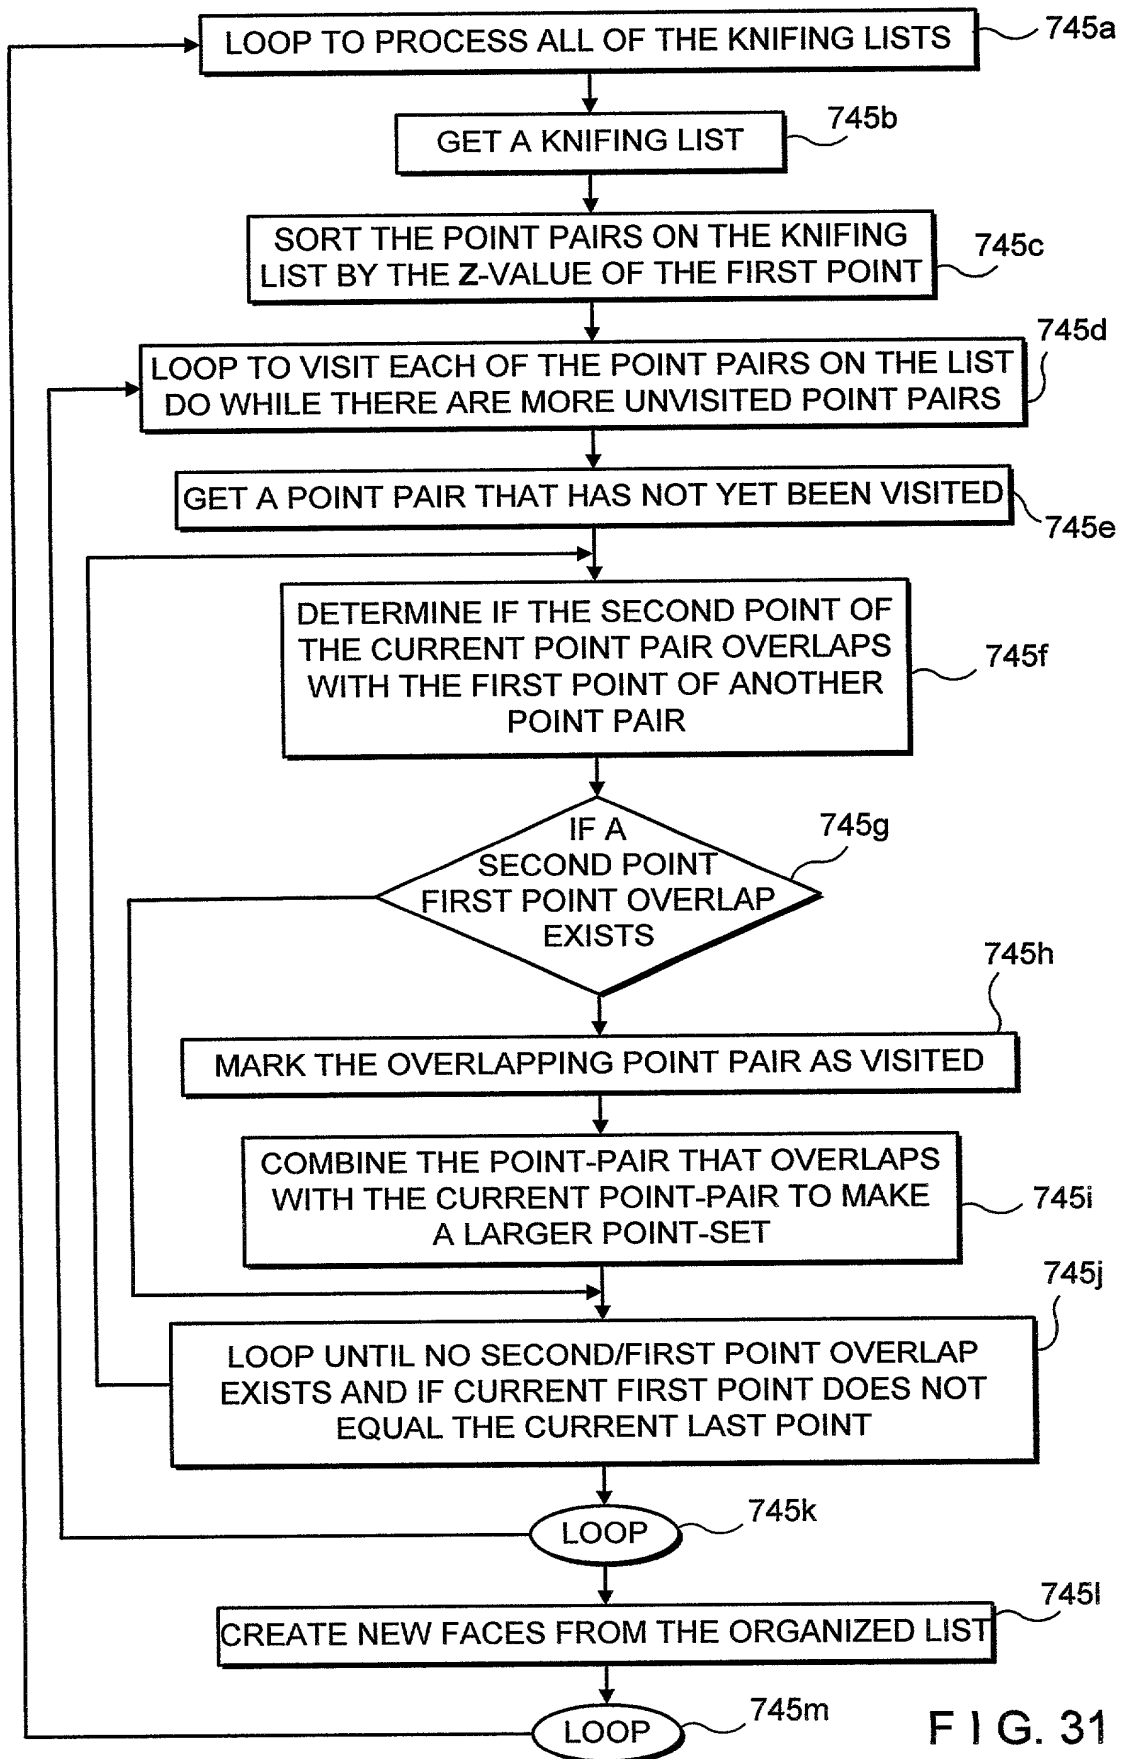 LOOP TO PROCESS ALL OF THE KNIFING LISTS
745a
GET A KNIFING LIST
745b
SORT THE POINT PAIRS ON THE KNIFING
LIST BY THE Z-VALUE OF THE FIRST POINT
745c
LOOP TO VISIT EACH OF THE POINT PAIRS ON THE LIST
DO WHILE THERE ARE MORE UNVISITED POINT PAIRS
745d
GET A POINT PAIR THAT HAS NOT YET BEEN VISITED
745e
DETERMINE IF THE SECOND POINT OF
THE CURRENT POINT PAIR OVERLAPS
WITH THE FIRST POINT OF ANOTHER
POINT PAIR
745f
IF A
SECOND POINT
FIRST POINT OVERLAP
EXISTS
745g
MARK THE OVERLAPPING POINT PAIR AS VISITED
745h
COMBINE THE POINT-PAIR THAT OVERLAPS
WITH THE CURRENT POINT-PAIR TO MAKE
A LARGER POINT-SET
745i
LOOP UNTIL NO SECOND/FIRST POINT OVERLAP
EXISTS AND IF CURRENT FIRST POINT DOES NOT
EQUAL THE CURRENT LAST POINT
745j
LOOP
745k
CREATE NEW FACES FROM THE ORGANIZED LIST
745l
LOOP
745m
FIG. 31